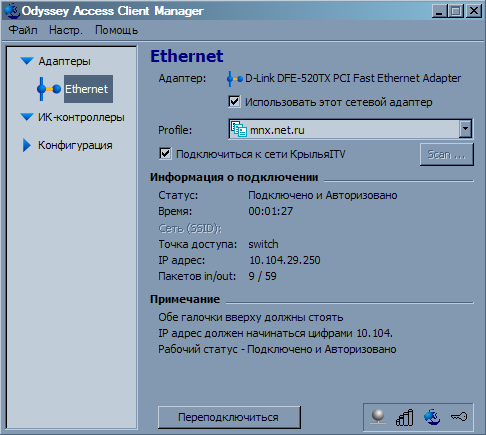 Odyssey Access Client Manager
Файл Настр. Помощь
Адаптеры
Ethernet
ИК-контроллеры
Конфигурация
Ethernet
Адаптер: D-Link DFE-520TX PCI Fast Ethernet Adapter
Использовать этот сетевой адаптер
Profile: mnx.net.ru
Подключиться к сети КрыльяITV Scan ...
Информация о подключении
Статус: Подключено и Авторизовано
Время: 00:01:27
Сеть (SSID):
Точка доступа: switch
IP адрес: 10.104.29.250
Пакетов in/out: 9 / 59
Примечание
Обе галочки вверху должны стоять
IP адрес должен начинаться цифрами 10.104.
Рабочий статус - Подключено и Авторизовано
Переподключиться